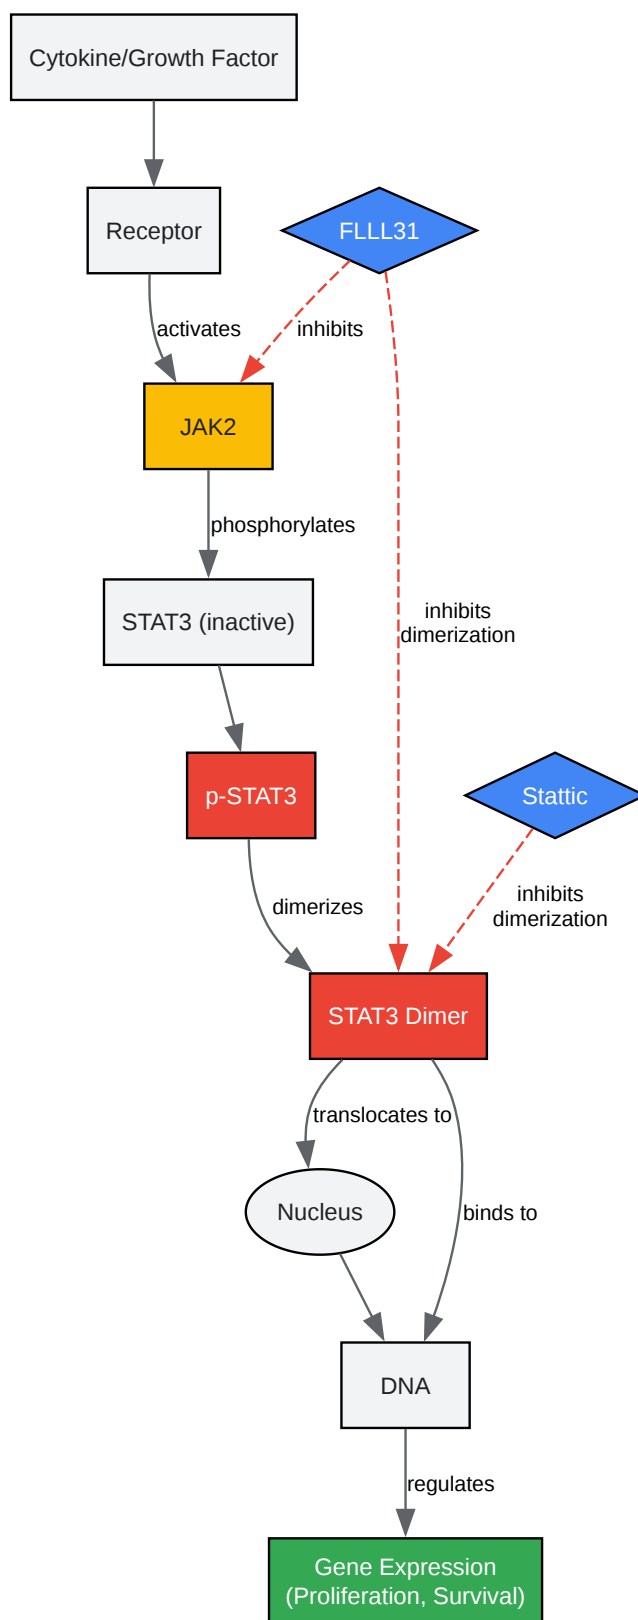 Cytokine/Growth Factor
Receptor
FLLL31
activates
inhibits
JAK2
phosphorylates
STAT3 (inactive)
inhibits
dimerization
p-STAT3
Stattic
dimerizes
inhibits
dimerization
STAT3 Dimer
translocates to
Nucleus
binds to
DNA
regulates
Gene Expression
(Proliferation, Survival)